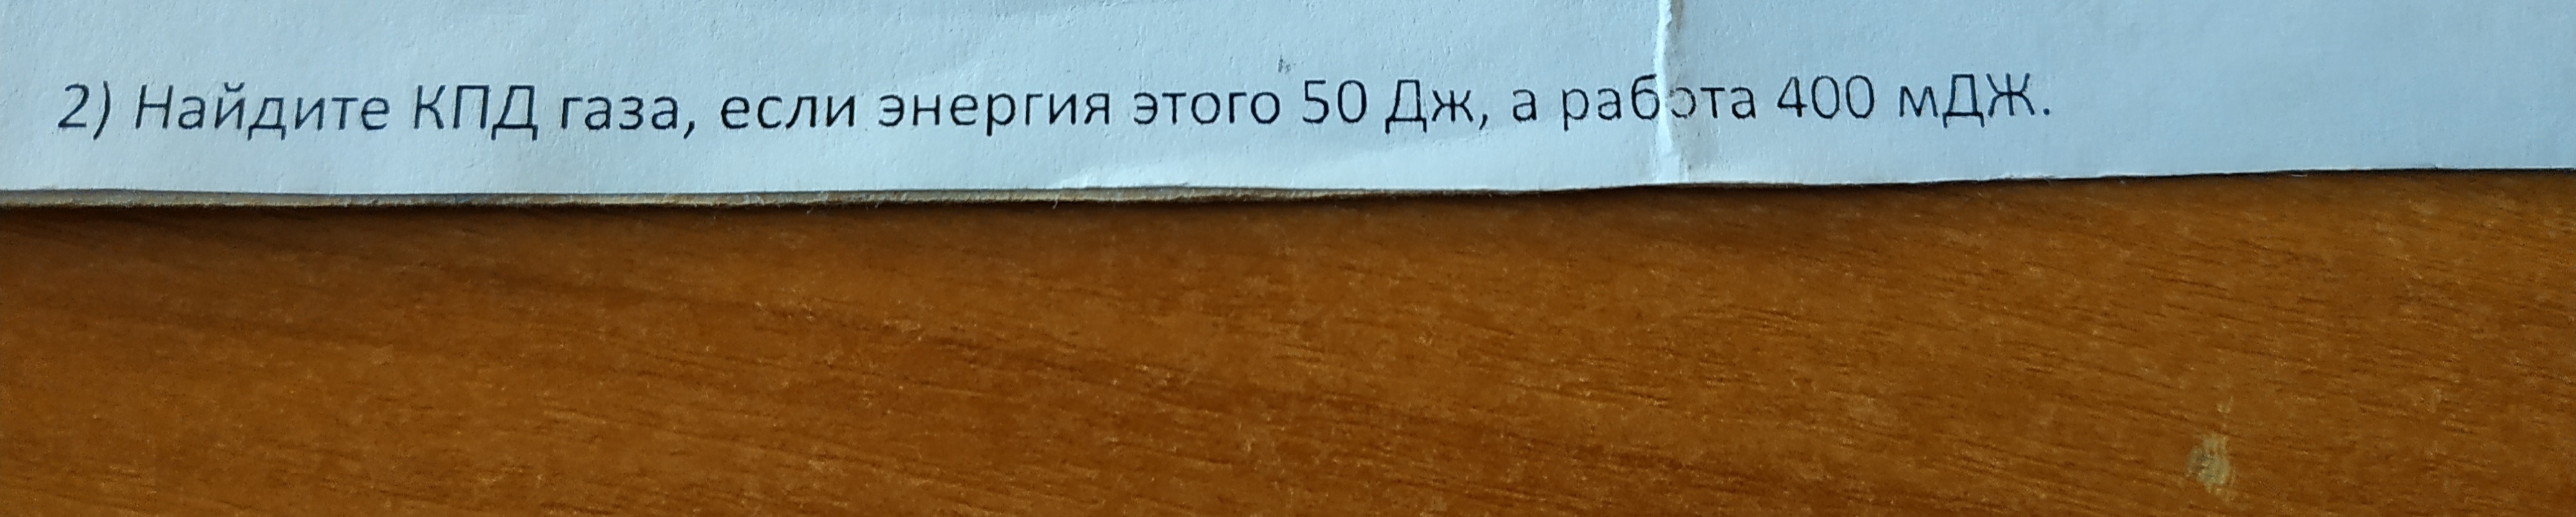 2) Найдите КПД газа, если энергия этого 50 Дж, а работа 400 мДЖ.